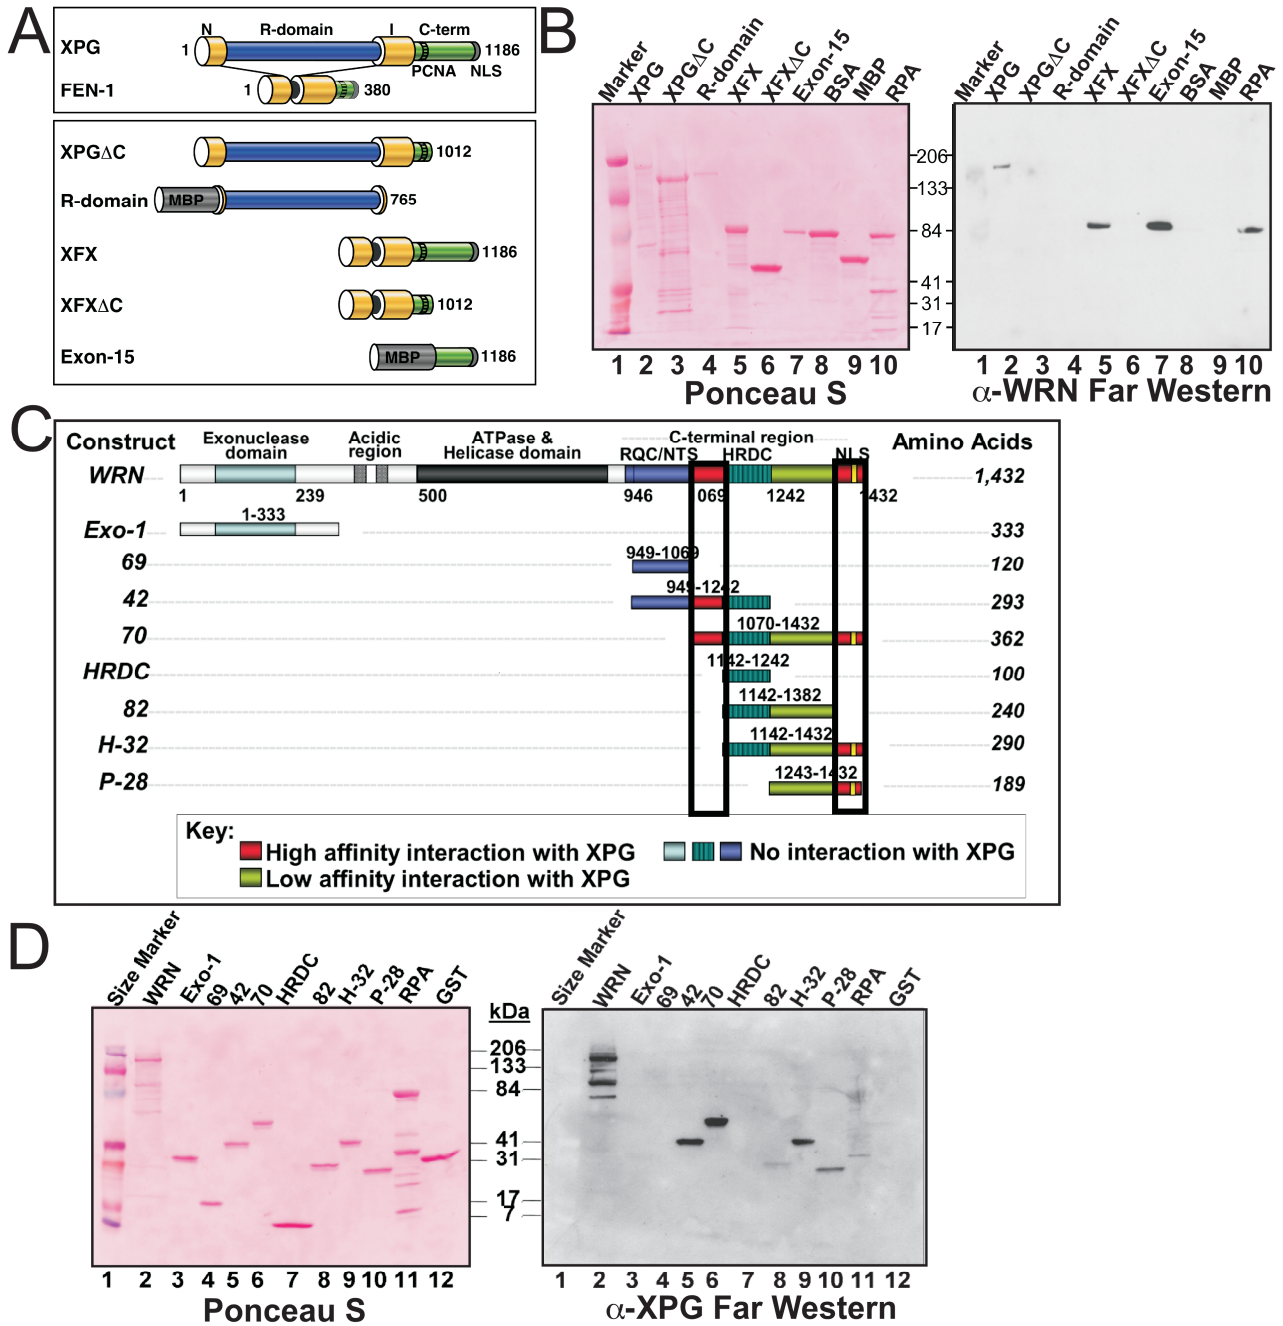 A
N R-domain I C-term
XPG 1 1186
PCNA NLS
FEN-1 1 380
XPGΔC 1012
R-domain MBP 765
XFX 1186
XFXΔC 1012
Exon-15 MBP 1186
B
Marker XPG XPGΔC R-domain XFX XFXΔC Exon-15 BSA MBP RPA
Marker XPG XPGΔC R-domain XFX XFXΔC Exon-15 BSA MBP RPA
206
133
84
41
31
17
1 2 3 4 5 6 7 8 9 10
1 2 3 4 5 6 7 8 9 10
Ponceau S
α-WRN Far Western
C
Construct Exonuclease domain Acidic region ATPase & Helicase domain C-terminal region Amino Acids
RQC/NTS HRDC NLS
WRN 1,432
1 239 500 946 069 1242 1432
1-333
Exo-1 333
949-1069
69 120
949-1242
42 293
1070-1432
70 362
1142-1242
HRDC 100
1142-1382
82 240
1142-1432
H-32 290
1243-1432
P-28 189
Key:
High affinity interaction with XPG No interaction with XPG
Low affinity interaction with XPG
D
Size Marker WRN Exo-1 69 42 70 HRDC 82 H-32 P-28 RPA GST
Size Marker WRN Exo-1 69 42 70 HRDC 82 H-32 P-28 RPA GST
kDa
206
133
84
41
31
17
7
1 2 3 4 5 6 7 8 9 10 11 12
1 2 3 4 5 6 7 8 9 10 11 12
Ponceau S
α-XPG Far Western